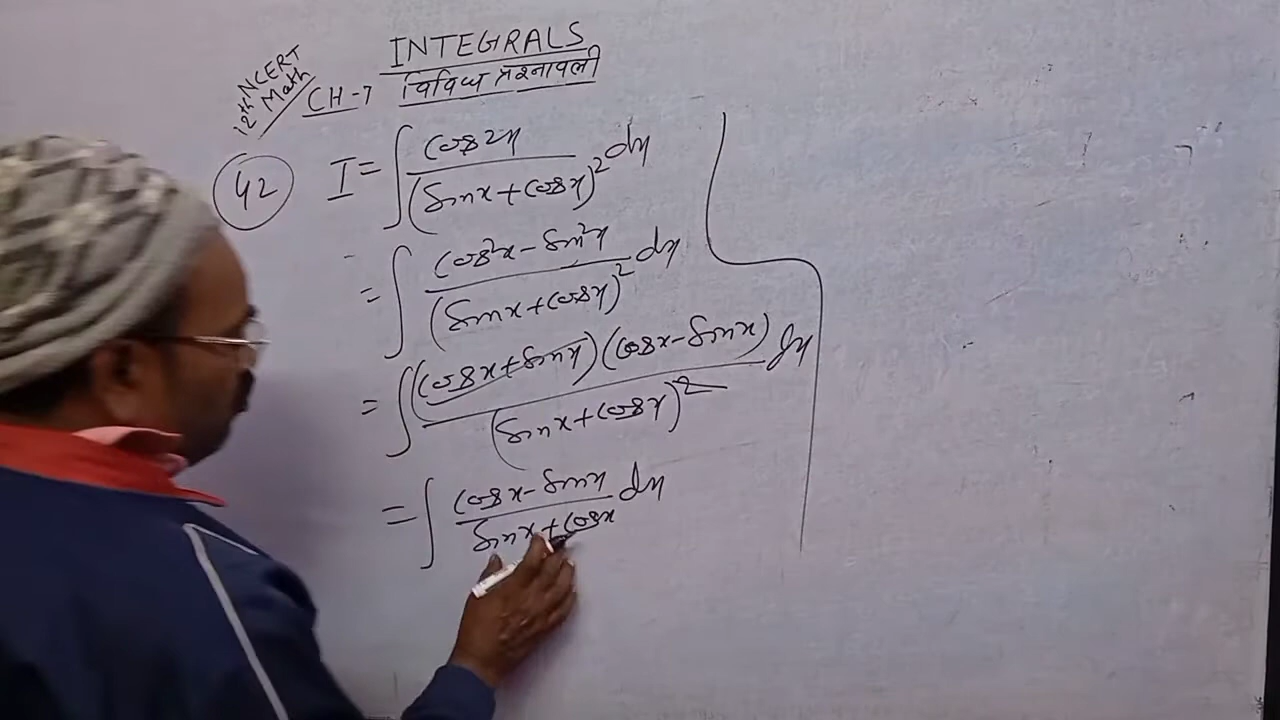 INTEGRALS
12th NCERT Math
CH-7 विविध प्रश्नावली
42 I = ∫ cos2x / (sinx + cosx)² dx
= ∫ cos²x - sin²x / (sinx + cosx)² dx
= ∫ (cosx + sinx)(cosx - sinx) / (sinx + cosx)² dx
= ∫ cosx - sinx / sinx + cosx dx